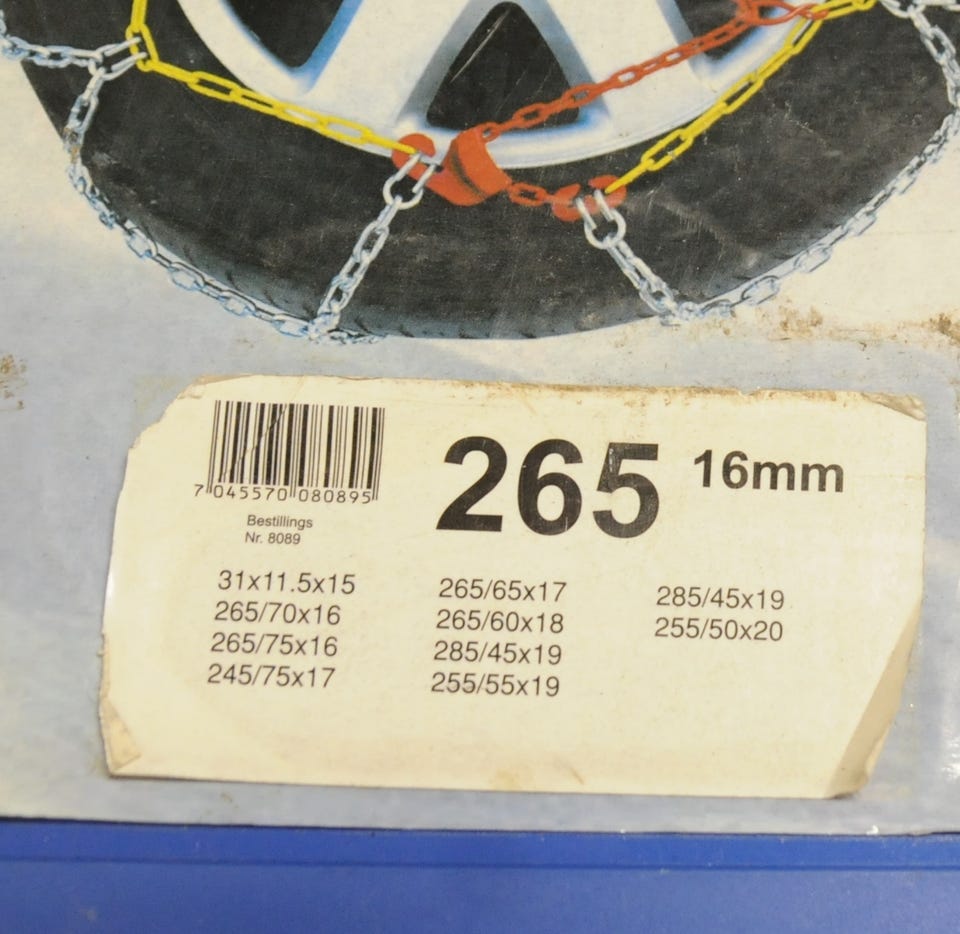 265 16mm
7 045570 080895
Bestillings
Nr. 8089
31x11.5x15
265/70x16
265/75x16
245/75x17
265/65x17
265/60x18
285/45x19
255/55x19
285/45x19
255/50x20